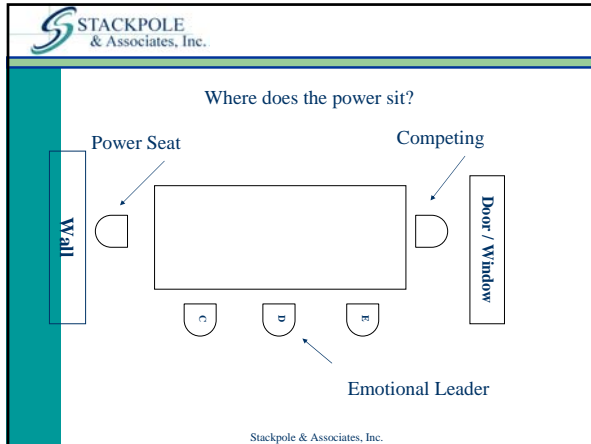 STACKPOLE
& Associates, Inc.
Where does the power sit?
Power Seat
Competing
Wall
Door / Window
C
D
E
Emotional Leader
Stackpole & Associates, Inc.